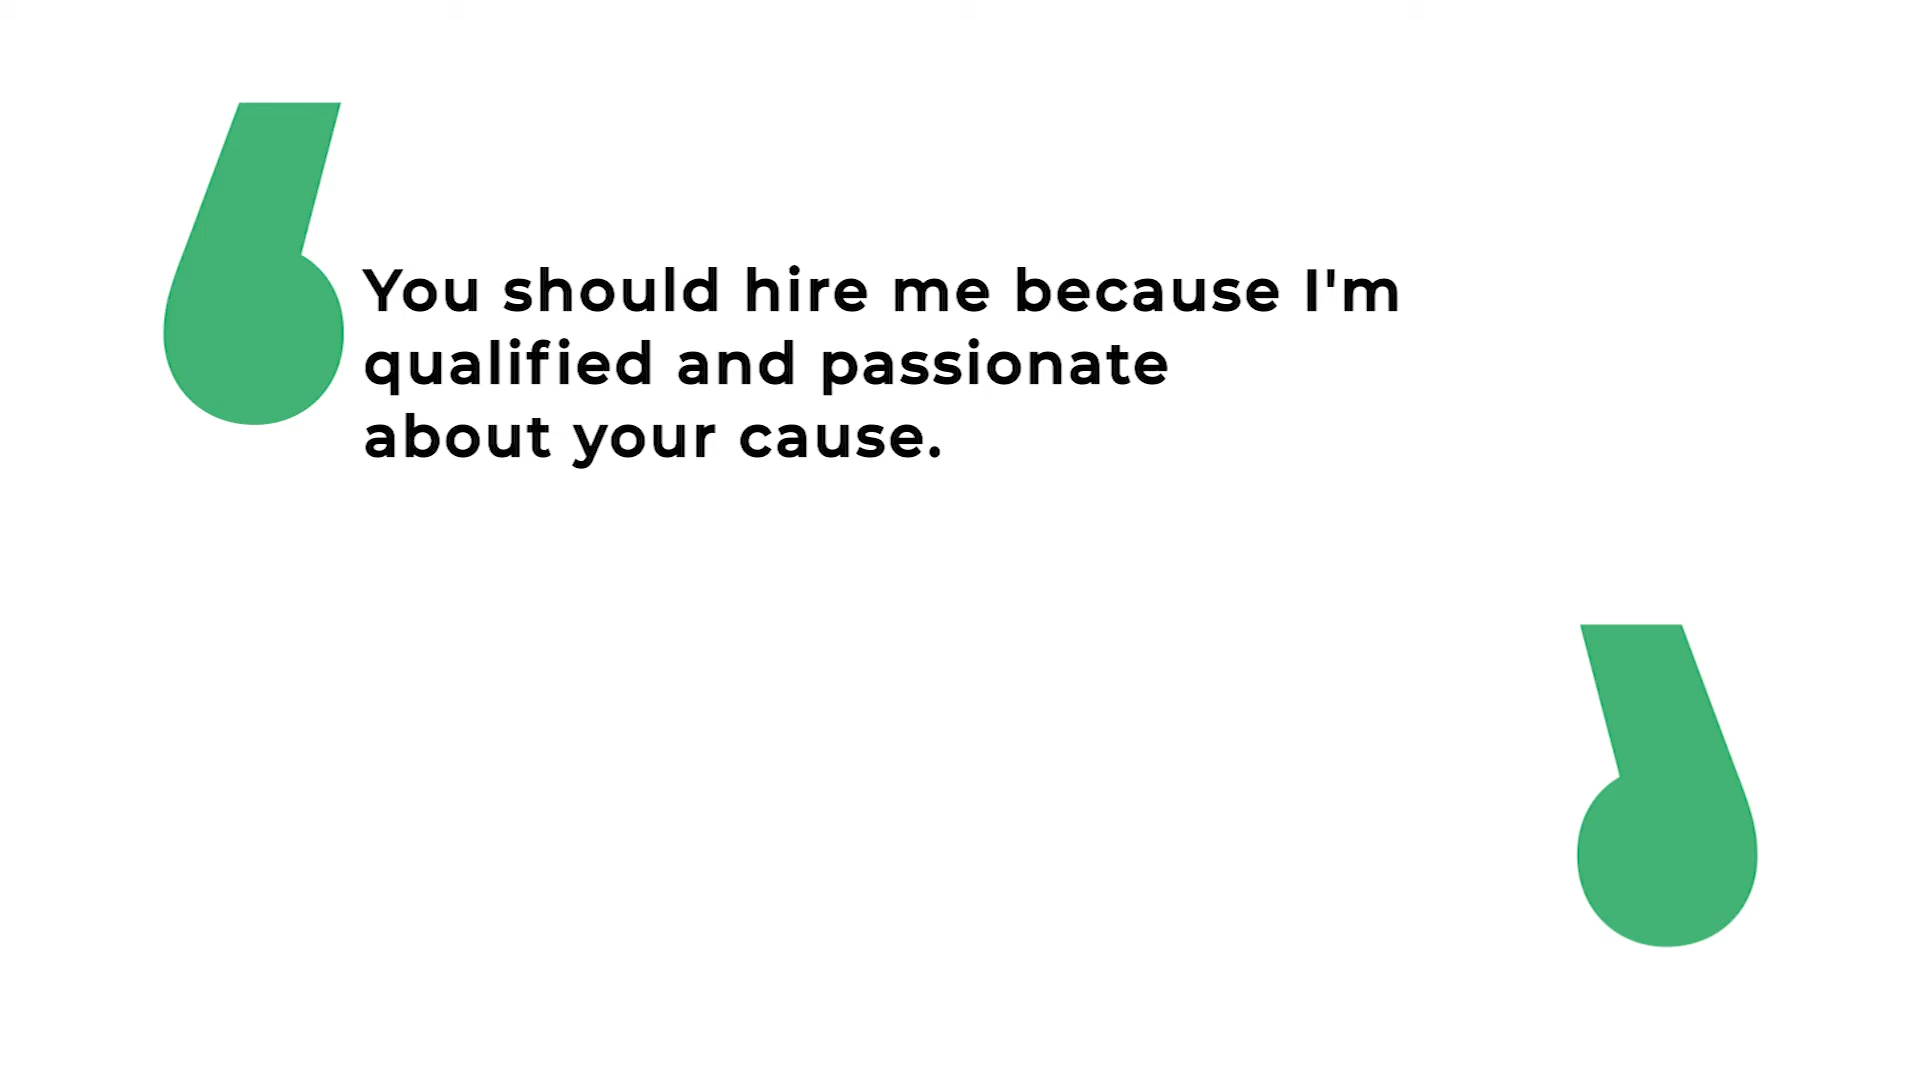 You should hire me because I'm
qualified and passionate
about your cause.